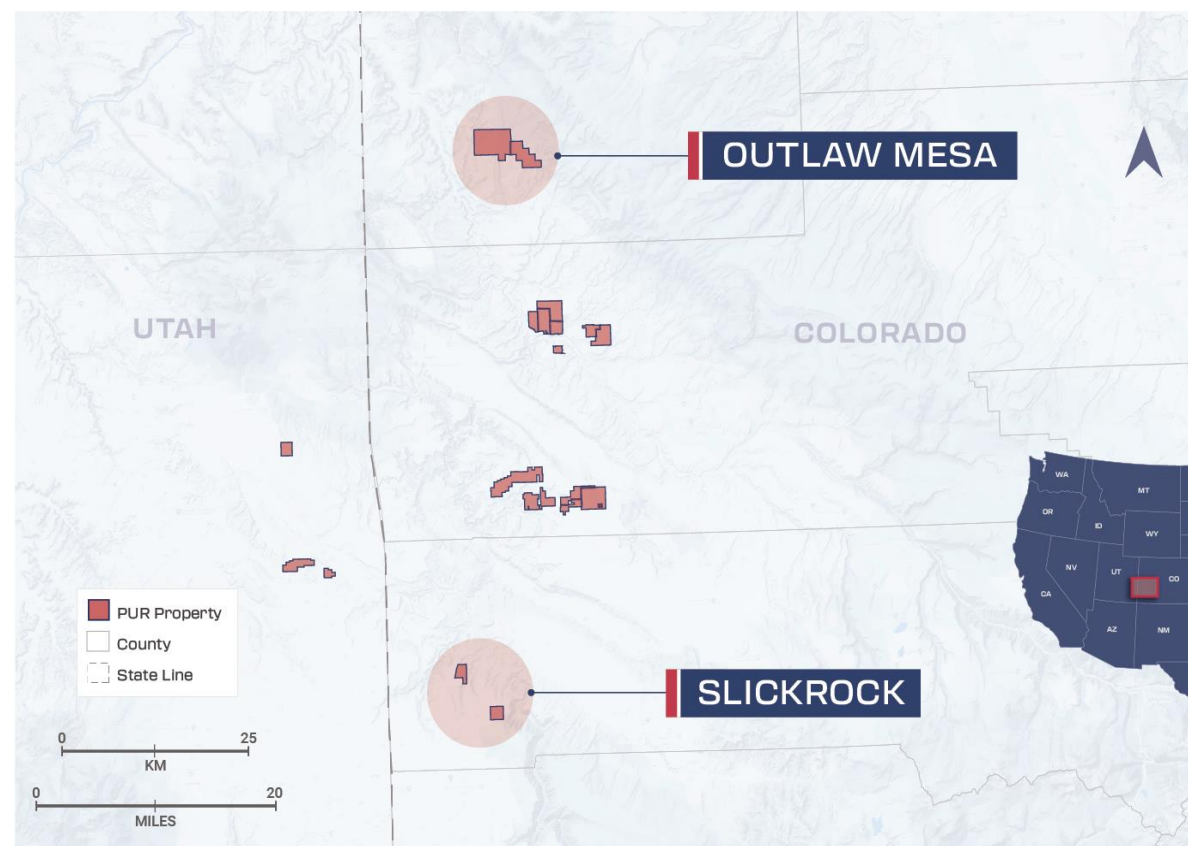 OUTLAW MESA
UTAH
COLORADO
WA
MT
OR
ID
WY
NV
UT
CO
CA
AZ
NM
PUR Property
County
State Line
SLICKROCK
0 25
KM
0 20
MILES